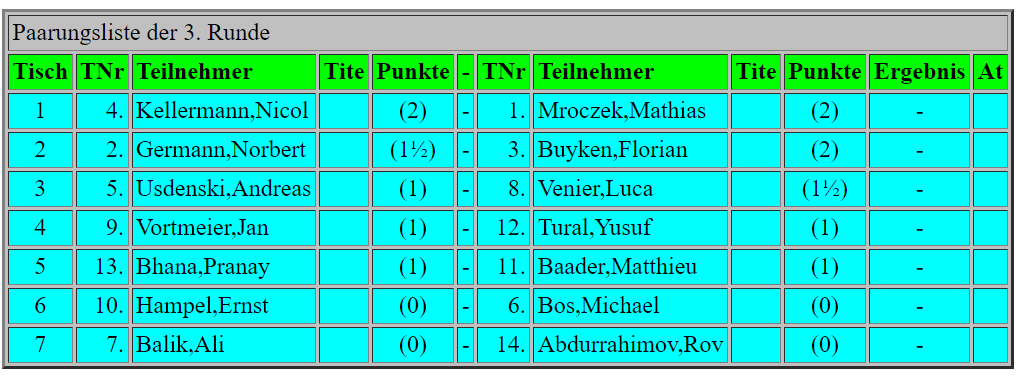 Paarungsliste der 3. Runde
Tisch TNr Teilnehmer Tite Punkte - TNr Teilnehmer Tite Punkte Ergebnis At
1 4. Kellermann,Nicol (2) - 1. Mroczek,Mathias (2) -
2 2. Germann,Norbert (1½) - 3. Buyken,Florian (2) -
3 5. Usdenski,Andreas (1) - 8. Venier,Luca (1½) -
4 9. Vortmeier,Jan (1) - 12. Tural,Yusuf (1) -
5 13. Bhana,Pranay (1) - 11. Baader,Matthieu (1) -
6 10. Hampel,Ernst (0) - 6. Bos,Michael (0) -
7 7. Balik,Ali (0) - 14. Abdurrahimov,Rov (0) -